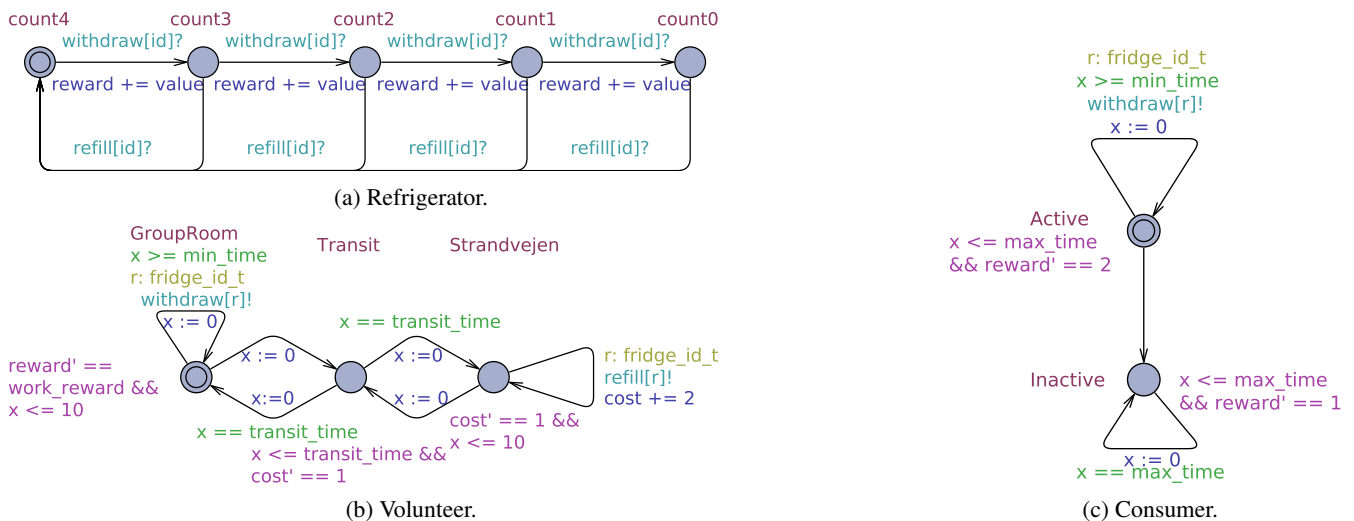 count4 count3 count2 count1 count0
withdraw[id]? withdraw[id]? withdraw[id]? withdraw[id]?
reward += value reward += value reward += value reward += value
refill[id]? refill[id]? refill[id]? refill[id]?
(a) Refrigerator.
GroupRoom
x >= min_time
r: fridge_id_t
withdraw[r]!
x := 0
Transit
Strandvejen
x == transit_time
x := 0
x :=0
x:=0
x := 0
reward' ==
work_reward &&
x <= 10
r: fridge_id_t
refill[r]!
cost += 2
x == transit_time
x <= transit_time &&
cost' == 1
cost' == 1 &&
x <= 10
(b) Volunteer.
r: fridge_id_t
x >= min_time
withdraw[r]!
x := 0
Active
x <= max_time
&& reward' == 2
Inactive
x <= max_time
&& reward' == 1
x := 0
x == max_time
(c) Consumer.